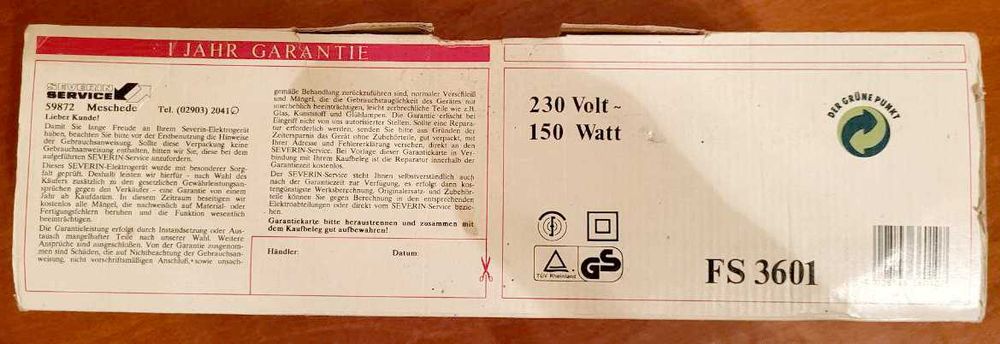 1 JAHR GARANTIE
SEVERIN
SERVICE
59872 Meschede Tel. (02903) 2041
Lieber Kunde!
Damit Sie lange Freude an Ihrem Severin-Elektrogerät
haben, beachten Sie bitte vor der Erstbenutzung die Hinweise
der Gebrauchsanweisung. Sollte diese Verpackung keine
Gebrauchsanweisung enthalten, bitten wir Sie, diese bei dem
aufgeführten SEVERIN-Service anzufordern.
Dieses SEVERIN-Elektrogerät wurde mit besonderer Sorg-
falt geprüft. Deshalb leisten wir hierfür - nach Wahl des
Käufers zusätzlich zu den gesetzlichen Gewährleistungsan-
sprüchen gegen den Verkäufer - eine Garantie von einem
Jahr ab Kaufdatum. In diesem Zeitraum beseitigen wir
kostenlos alle Mängel, die nachweislich auf Material- oder
Fertigungsfehlern beruhen und die Funktion wesentlich
beeinträchtigen.
Die Garantieleistung erfolgt durch Instandsetzung oder Aus-
tausch mangelhafter Teile nach unserer Wahl. Weitere
Ansprüche sind ausgeschloßen. Von der Garantie ausgenom-
men sind Schäden, die auf Nichtbeachtung der Gebrauchsan-
weisung, nicht vorschriftsmäßigen Anschluß, sowie unsach-
gemäße Behandlung zurückzuführen sind, normaler Verschleiß
und Mängel, die die Gebrauchstauglichkeit des Gerätes nur
unerheblich beeinträchtigen, leicht zerbrechliche Teile wie z.B.
Glas, Kunststoff und Glühlampen. Die Garantie erlischt bei
Eingriff nicht von uns autorisierter Stellen. Sollte eine Repara-
tur erforderlich werden, senden Sie bitte aus Gründen der
Zeitersparnis das Gerät ohne Zubehörteile, gut verpackt, mit
Ihrer Adresse und Fehlererklärung versehen, direkt an den
SEVERIN-Service. Bei Vorlage dieser Garantiekarte in Ver-
bindung mit Ihrem Kaufbeleg ist die Reparatur innerhalb der
Garantiezeit kostenlos.
Der SEVERIN-Service steht Ihnen selbstverständlich auch
nach der Garantiezeit zur Verfügung, es erfolgt dann kos-
tengünstigste Werksberechnung. Originalersatz- und Zubehör-
teile können Sie gegen Berechnung in den entsprechenden
Elektroabteilungen oder direkt vom SEVERIN-Service bezie-
hen.
Garantiekarte bitte heraustrennen und zusammen mit
dem Kaufbeleg gut aufbewahren!
Händler: Datum:
230 Volt ~
150 Watt
DER GRÜNE PUNKT
TÜV Rheinland
GS
FS 3601